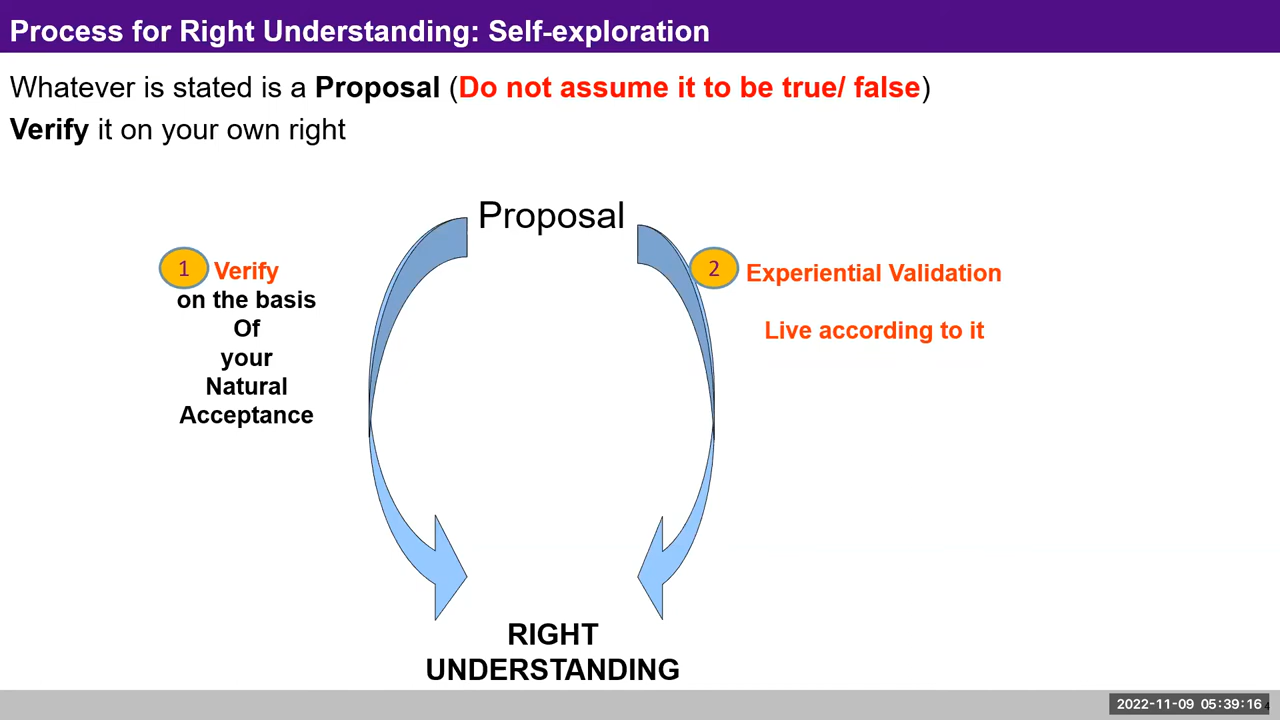 Process for Right Understanding: Self-exploration
Whatever is stated is a Proposal (Do not assume it to be true/ false)
Verify it on your own right
Proposal
1 Verify
on the basis
Of
your
Natural
Acceptance
2 Experiential Validation
Live according to it
RIGHT
UNDERSTANDING
2022-11-09 05:39:16
4